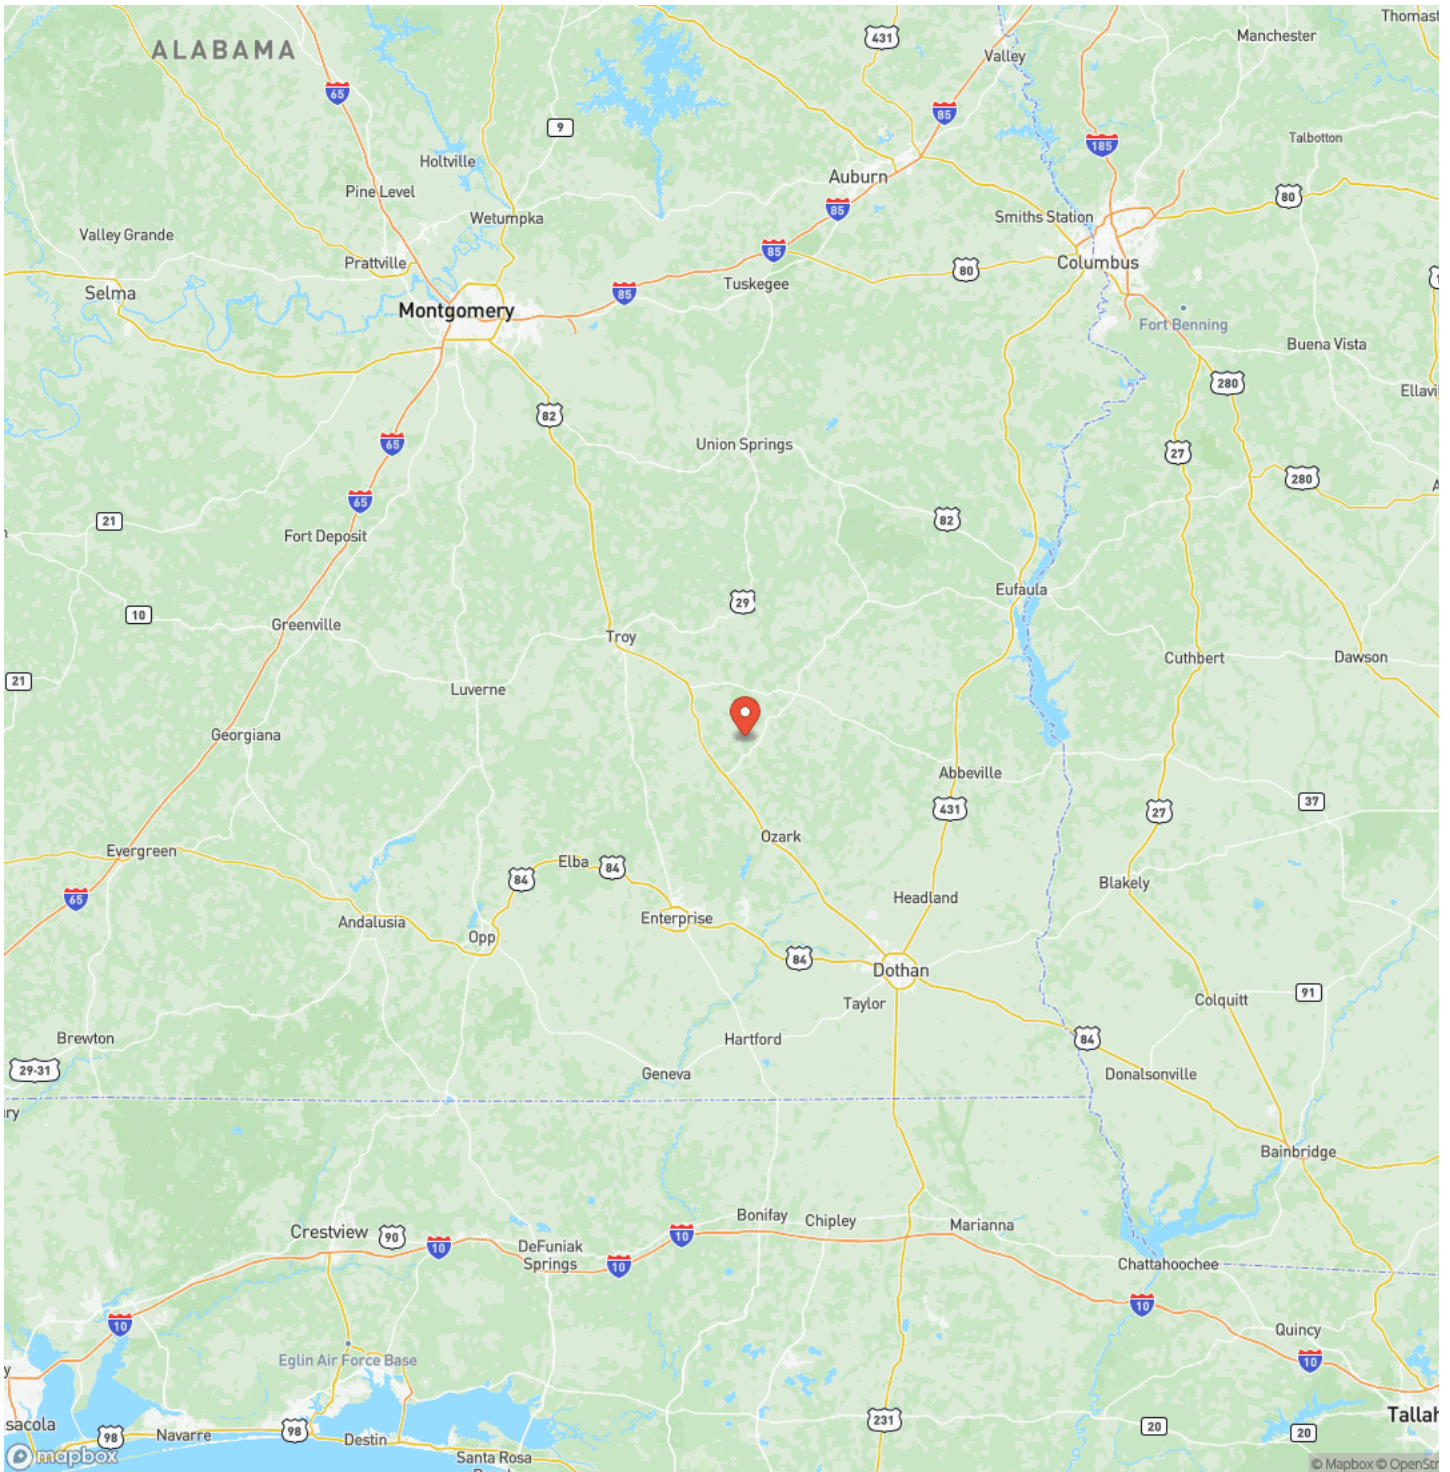 Thomast
431
Manchester
ALABAMA
Valley
65
85
9
185
Talbotton
Holtville
Auburn
Pine Level
80
85
Wetumpka
Smiths Station
Valley Grande
85
Prattville
80
Columbus
Tuskegee
Selma
85
Montgomery
Fort Benning
Buena Vista
280
Ellavi
82
65
Union Springs
27
280
65
21
82
Fort Deposit
Eufaula
29
10
Greenville
Troy
Cuthbert
Dawson
21
Luverne
Georgiana
Abbeville
37
431
27
Ozark
Evergreen
Elba
84
84
Blakely
65
Headland
Enterprise
Andalusia
Opp
84
Dothan
91
Taylor
Colquitt
Brewton
Hartford
84
29-31
Geneva
Donalsonville
ry
Bainbridge
Bonifay
Chipley
Marianna
Crestview
90
10
10
DeFuniak
Springs
10
Chattahoochee
10
10
Quincy
Eglin Air Force Base
10
y
sacola
98
Navarre
98
Destin
231
20
20
Tallah
Santa Rosa
mapbox
© Mapbox © OpenStr